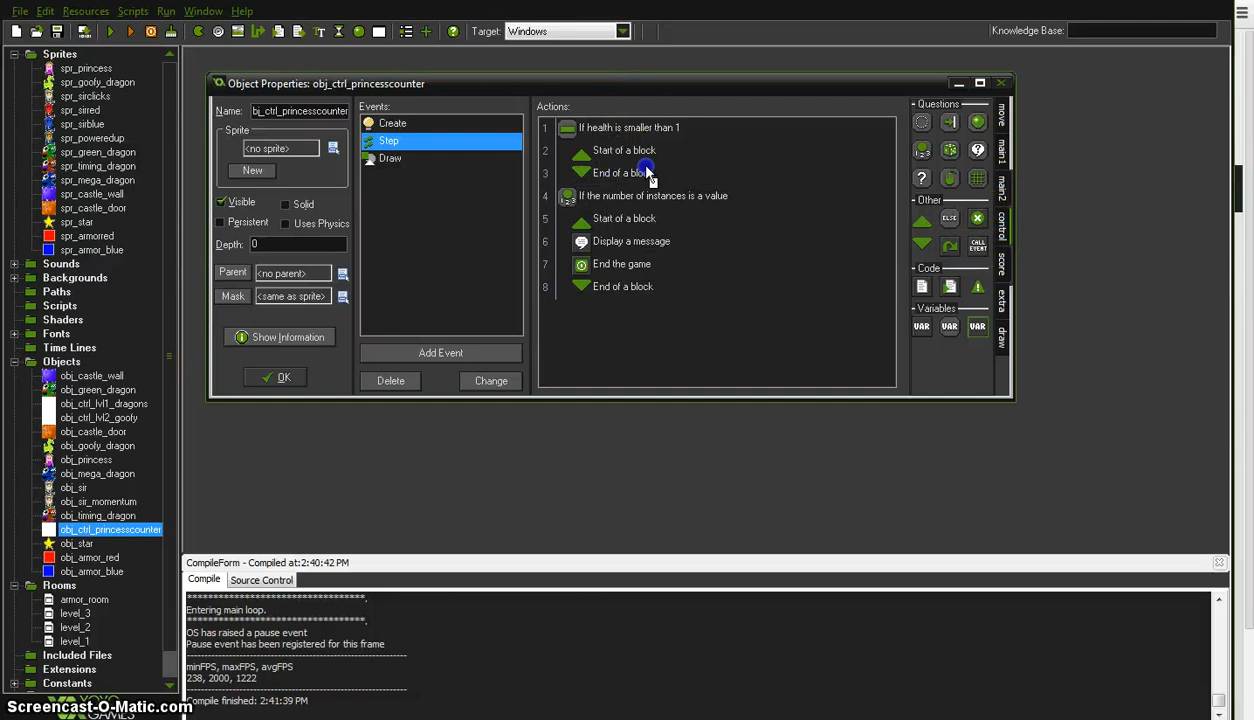 File Edit Resources Scripts Run Window Help
Target: Windows
Knowledge Base:
Sprites
spr_princess
spr_goofy_dragon
spr_sirclicks
spr_sirred
spr_sirblue
spr_poweredup
spr_green_dragon
spr_timing_dragon
spr_mega_dragon
spr_castle_wall
spr_castle_door
spr_star
spr_armorred
spr_armor_blue
Sounds
Backgrounds
Paths
Scripts
Shaders
Fonts
Time Lines
Objects
obj_castle_wall
obj_green_dragon
obj_ctrl_lvl1_dragons
obj_ctrl_lvl2_goofy
obj_castle_door
obj_goofy_dragon
obj_princess
obj_mega_dragon
obj_sir
obj_sir_momentum
obj_timing_dragon
obj_ctrl_princesscounter
obj_star
obj_armor_red
obj_armor_blue
Rooms
armor_room
level_3
level_2
level_1
Included Files
Extensions
Constants
Object Properties: obj_ctrl_princesscounter
Name: bj_ctrl_princesscounter
Sprite
<no sprite>
New
Visible Solid
Persistent Uses Physics
Depth: 0
Parent <no parent>
Mask <same as sprite>
Show Information
OK
Events:
Create
Step
Draw
Add Event
Delete Change
Actions:
1 If health is smaller than 1
2 Start of a block
3 End of a block
4 If the number of instances is a value
5 Start of a block
6 Display a message
7 End the game
8 End of a block
Questions
Other
ELSE
CALL EVENT
Code
Variables
VAR VAR VAR
move
main1
main2
control
score
extra
draw
CompileForm - Compiled at:2:40:42 PM
Compile Source Control
***********************************.
Entering main loop.
***********************************.
OS has raised a pause event
Pause event has been registered for this frame
minFPS, maxFPS, avgFPS
238, 2000, 1222
Compile finished: 2:41:39 PM
Screencast-O-Matic.com